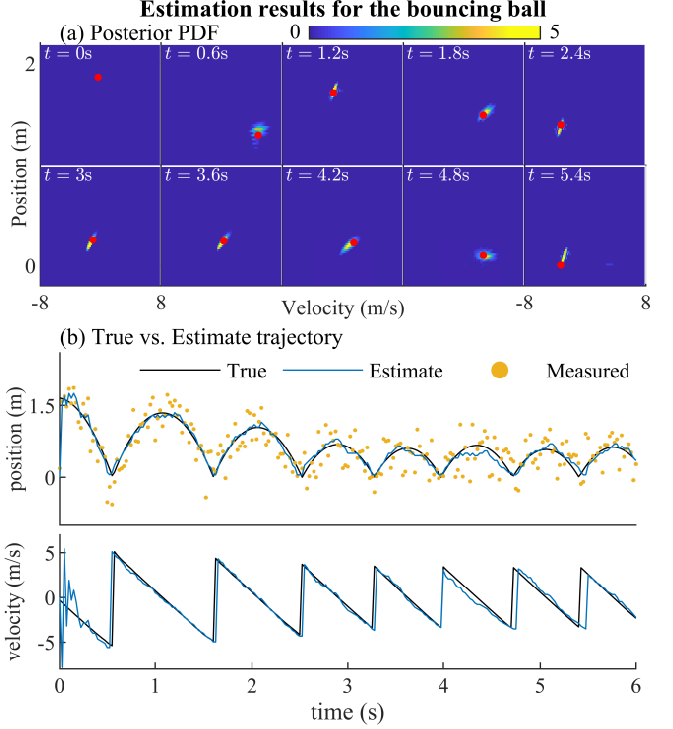 Estimation results for the bouncing ball
(a) Posterior PDF 0 5
2 t = 0s t = 0.6s t = 1.2s t = 1.8s t = 2.4s
Position (m)
t = 3s t = 3.6s t = 4.2s t = 4.8s t = 5.4s
0
-8 8 Velocity (m/s) -8 8
(b) True vs. Estimate trajectory
True Estimate Measured
position (m)
1.5
0
velocity (m/s)
5
0
-5
0 1 2 3 4 5 6
time (s)